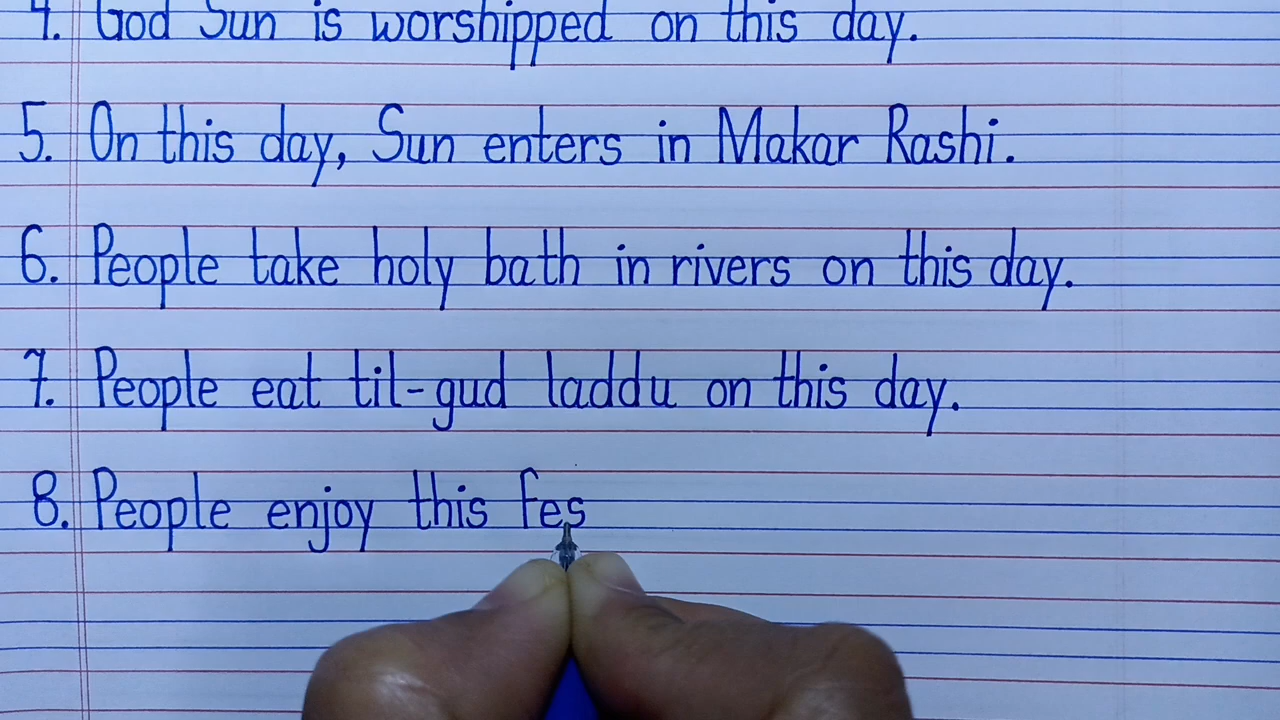 4. God Sun is worshipped on this day.
5. On this day, Sun enters in Makar Rashi.
6. People take holy bath in rivers on this day.
7. People eat til-gud laddu on this day.
8. People enjoy this fes